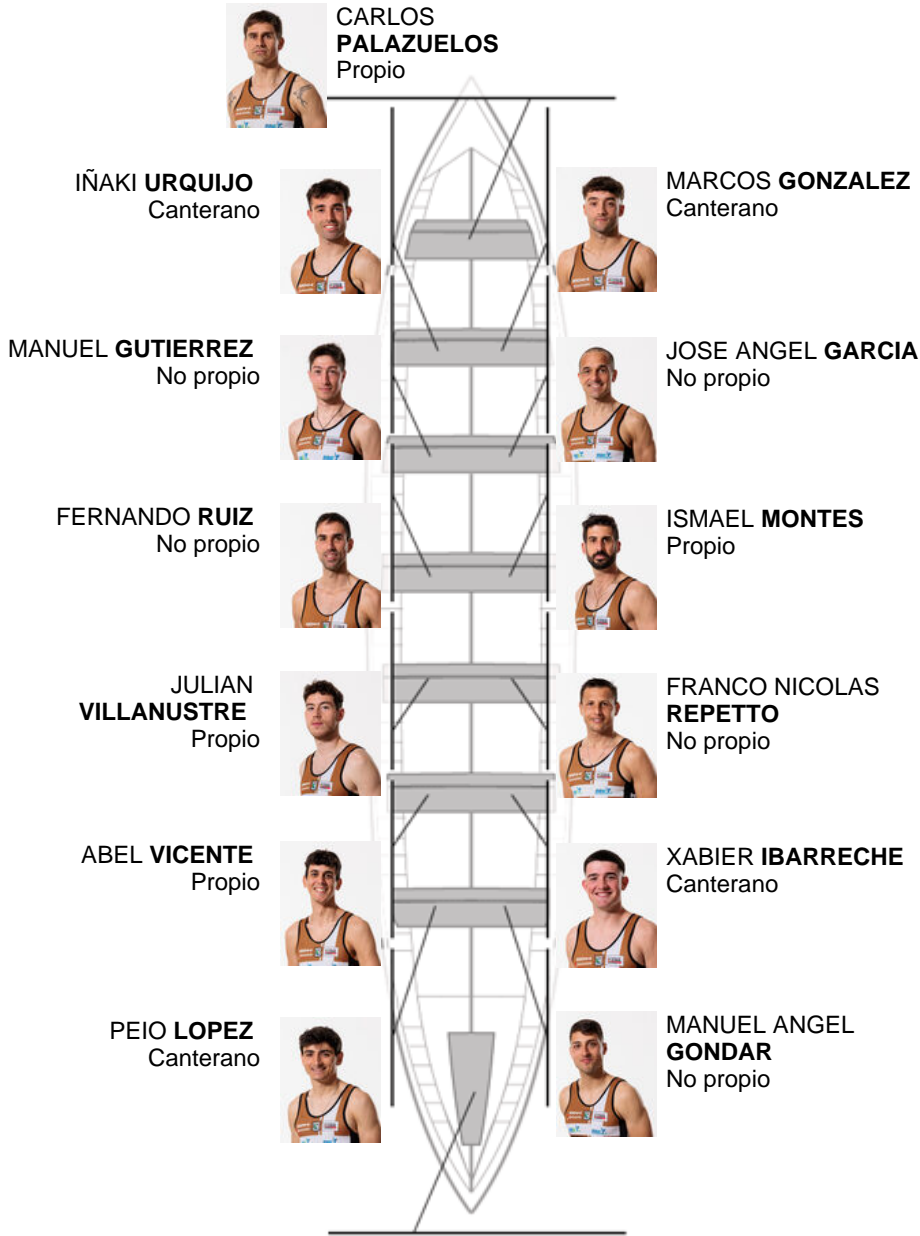 CARLOS
PALAZUELOS
Propio
IÑAKI URQUIJO
Canterano
MARCOS GONZALEZ
Canterano
MANUEL GUTIERREZ
No propio
JOSE ANGEL GARCIA
No propio
FERNANDO RUIZ
No propio
ISMAEL MONTES
Propio
JULIAN
VILLANUSTRE
Propio
FRANCO NICOLAS
REPETTO
No propio
ABEL VICENTE
Propio
XABIER IBARRECHE
Canterano
PEIO LOPEZ
Canterano
MANUEL ANGEL
GONDAR
No propio